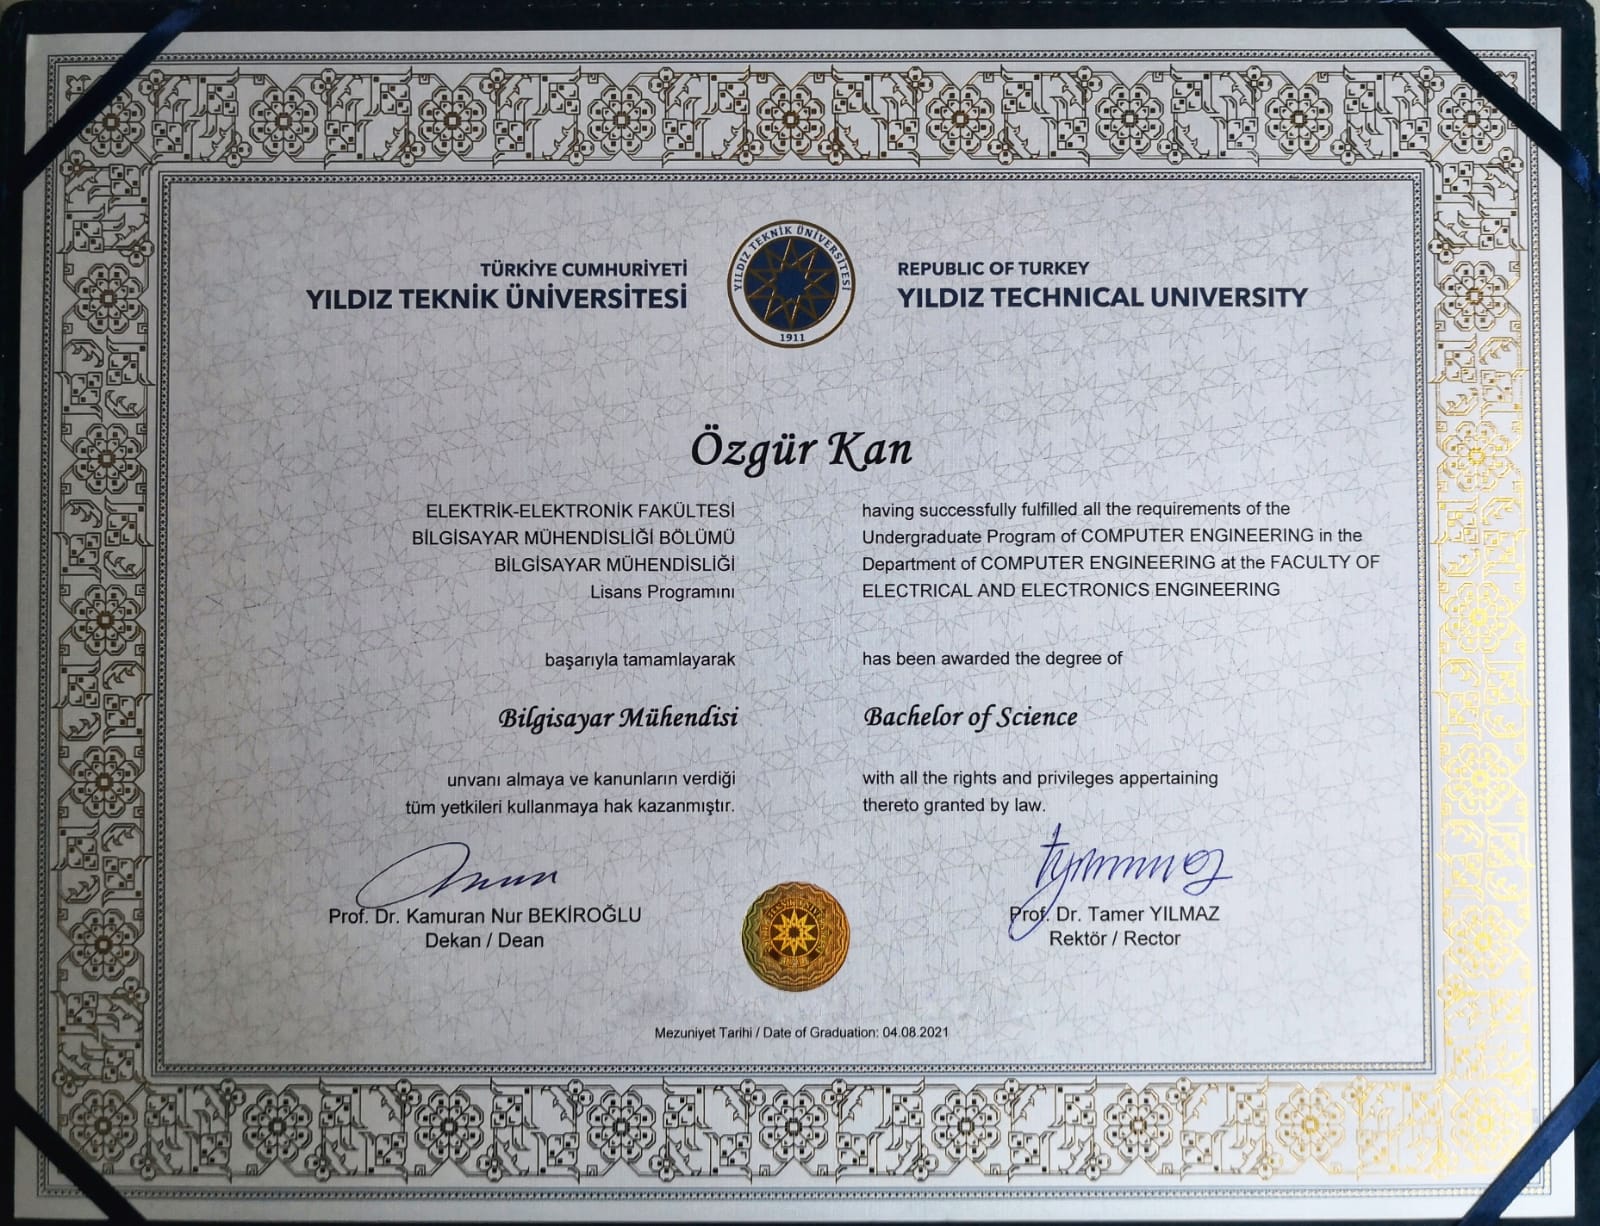 TÜRKİYE CUMHURİYETİ
YILDIZ TEKNİK ÜNİVERSİTESİ
YILDIZ TEKNİK ÜNİVERSİTESİ
1911
REPUBLIC OF TURKEY
YILDIZ TECHNICAL UNIVERSITY
Özgür Kan
ELEKTRİK-ELEKTRONİK FAKÜLTESİ
BİLGİSAYAR MÜHENDİSLİĞİ BÖLÜMÜ
BİLGİSAYAR MÜHENDİSLİĞİ
Lisans Programını
başarıyla tamamlayarak
Bilgisayar Mühendisi
unvanı almaya ve kanunların verdiği
tüm yetkileri kullanmaya hak kazanmıştır.
having successfully fulfilled all the requirements of the
Undergraduate Program of COMPUTER ENGINEERING in the
Department of COMPUTER ENGINEERING at the FACULTY OF
ELECTRICAL AND ELECTRONICS ENGINEERING
has been awarded the degree of
Bachelor of Science
with all the rights and privileges appertaining
thereto granted by law.
Prof. Dr. Kamuran Nur BEKİROĞLU
Dekan / Dean
Prof. Dr. Tamer YILMAZ
Rektör / Rector
Mezuniyet Tarihi / Date of Graduation: 04.08.2021